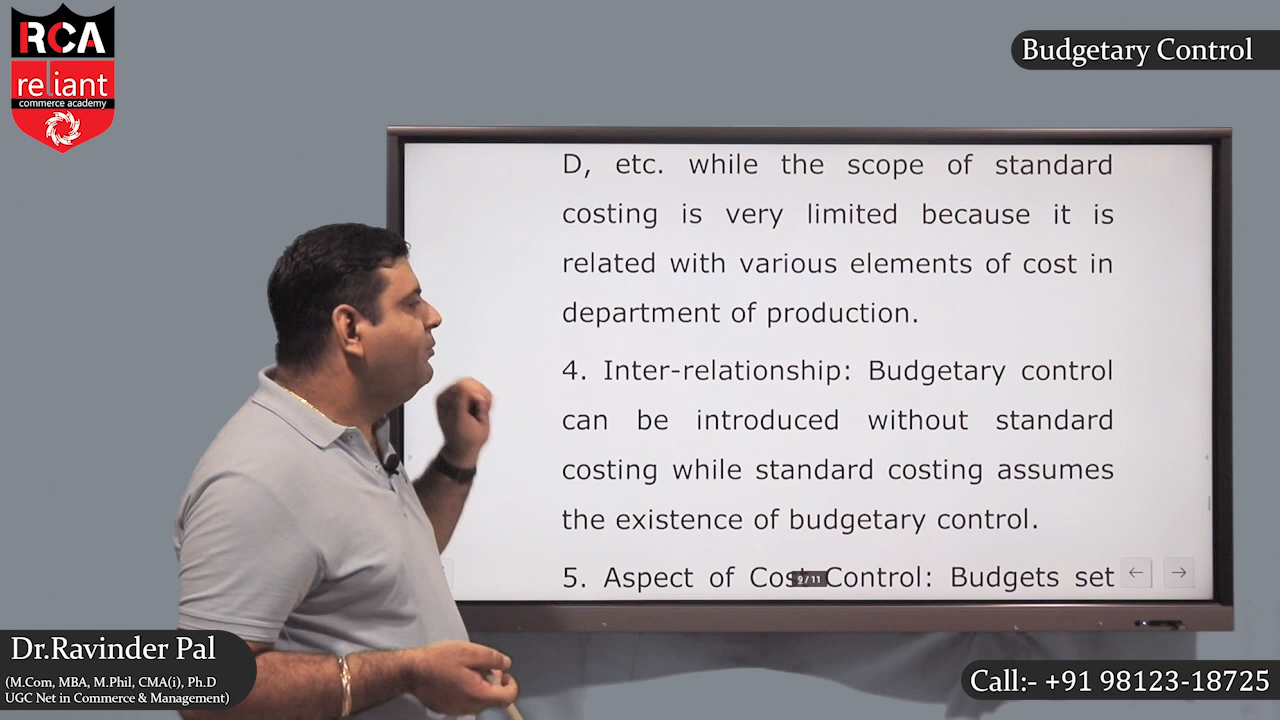 RCA
reliant
commerce academy
Budgetary Control
D, etc. while the scope of standard
costing is very limited because it is
related with various elements of cost in
department of production.
4. Inter-relationship: Budgetary control
can be introduced without standard
costing while standard costing assumes
the existence of budgetary control.
5. Aspect of Cost Control: Budgets set
9/11
Dr.Ravinder Pal
(M.Com, MBA, M.Phil, CMA(i), Ph.D
UGC Net in Commerce & Management)
Call:- +91 98123-18725